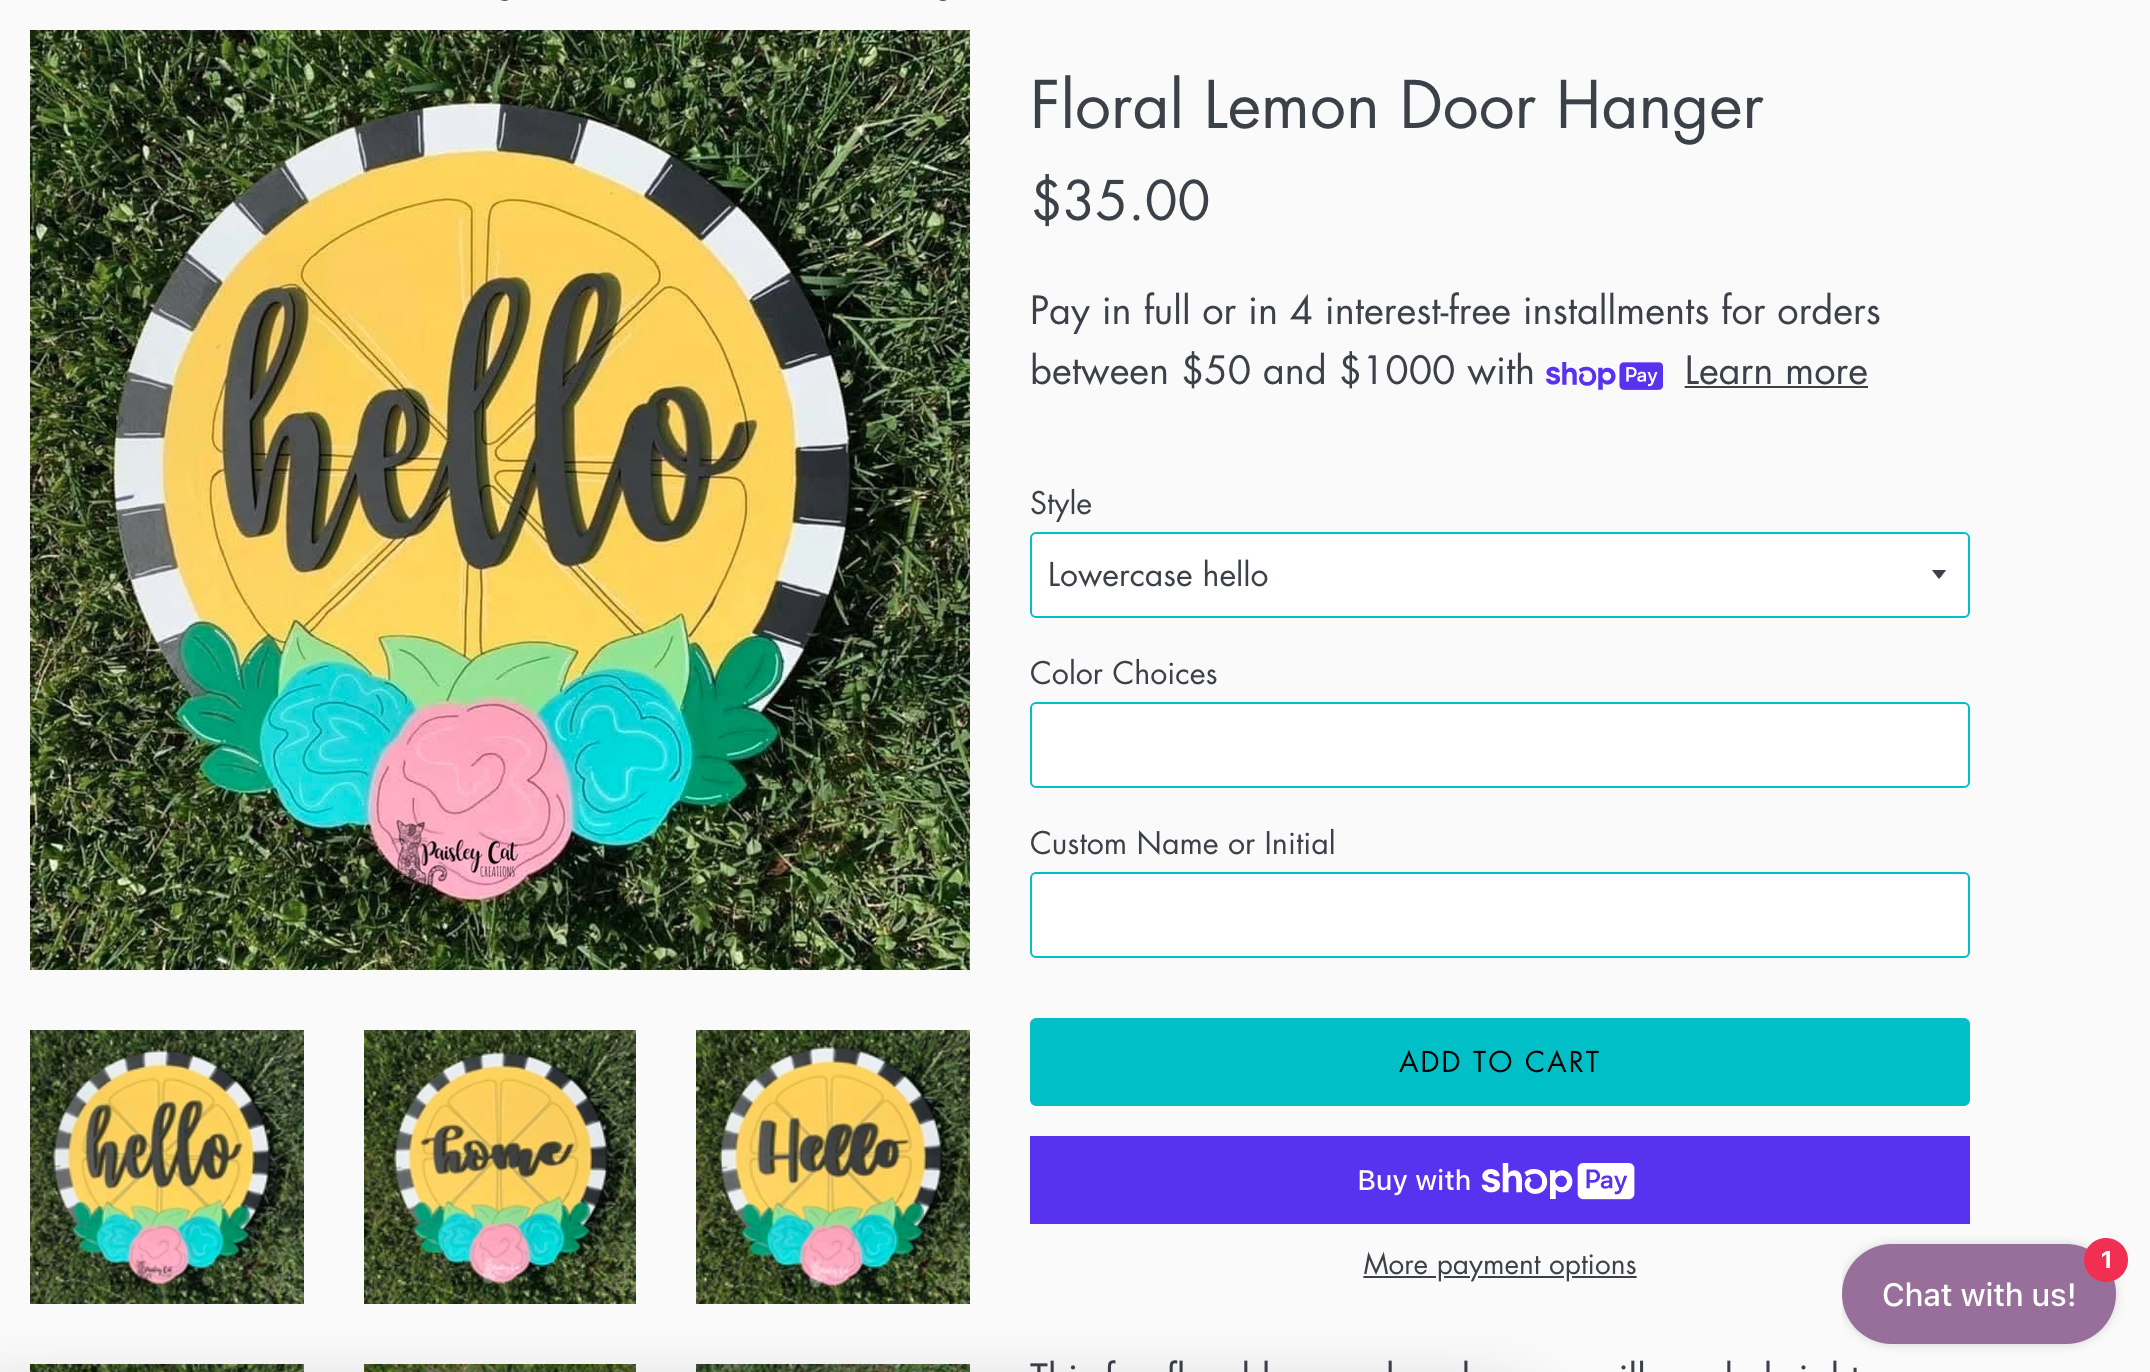 Floral Lemon Door Hanger
$35.00
Pay in full or in 4 interest-free installments for orders
between $50 and $1000 with shop Pay Learn more
Style
Lowercase hello
Color Choices
Custom Name or Initial
ADD TO CART
Buy with shop Pay
More payment options
1
Chat with us!
hello
Paisley Cat
CREATIONS
hello
home
Hello